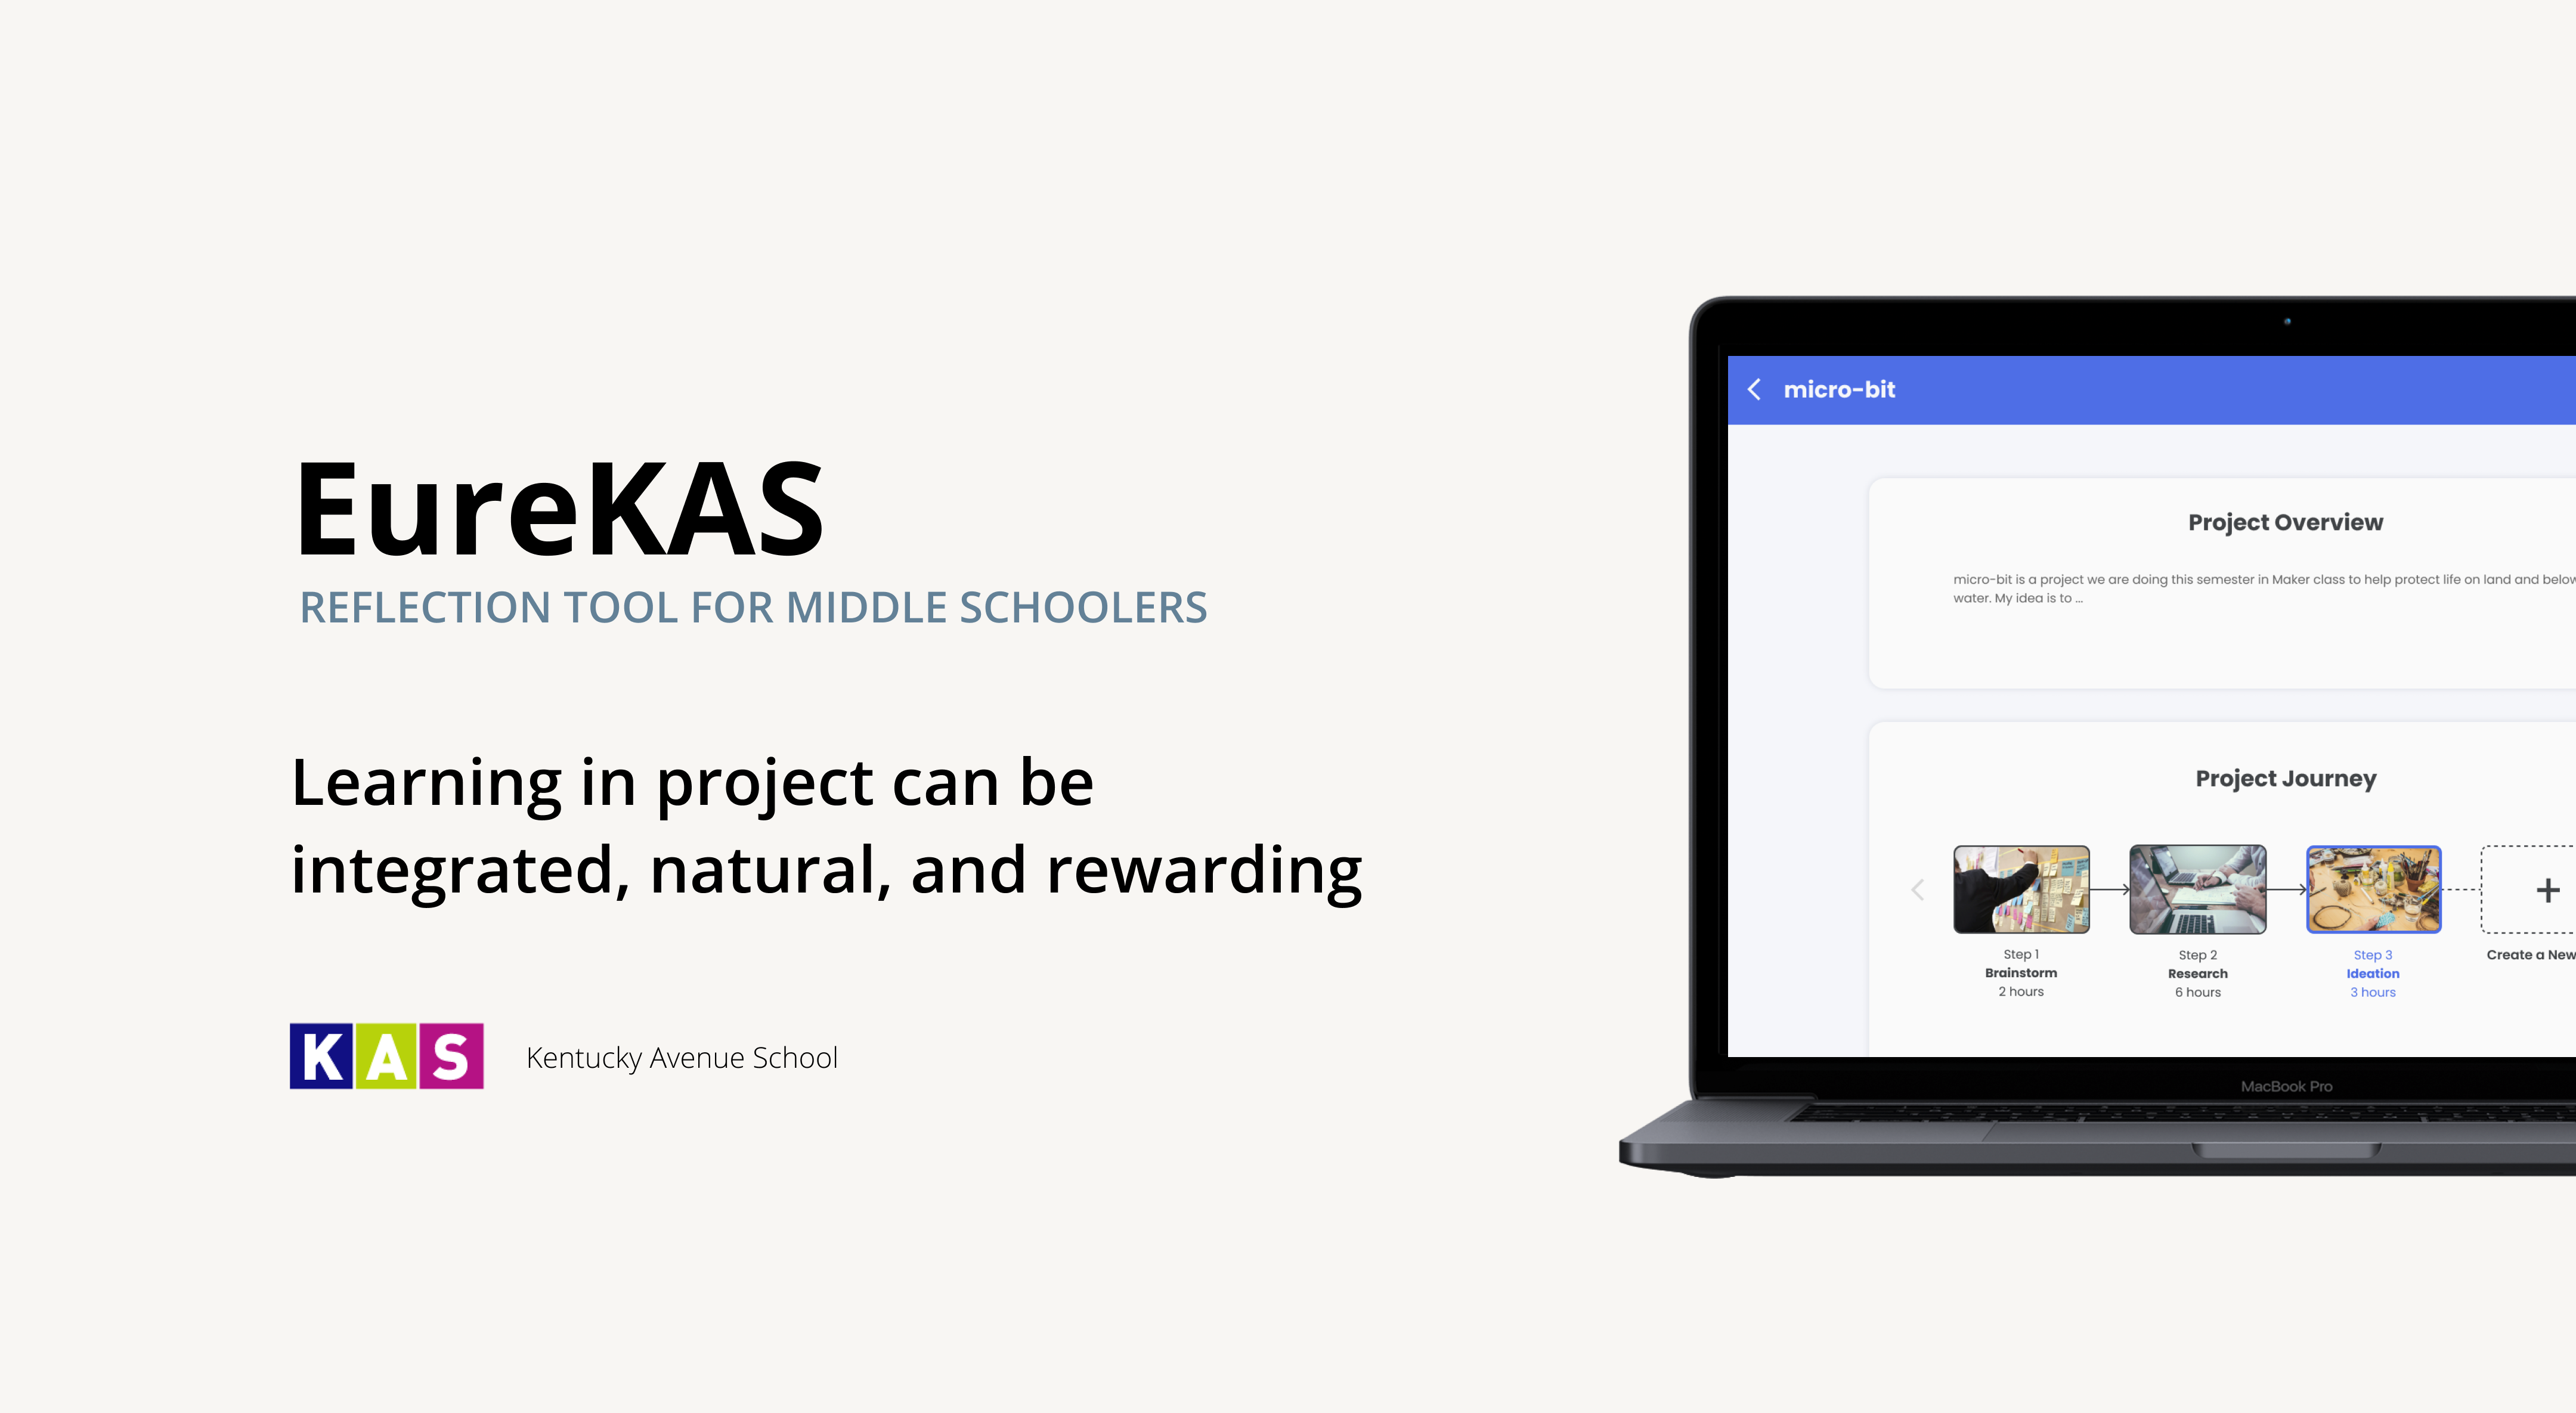 EureKAS
REFLECTION TOOL FOR MIDDLE SCHOOLERS
Learning in project can be
integrated, natural, and rewarding
KAS
Kentucky Avenue School
micro-bit
Project Overview
micro-bit is a project we are doing this semester in Maker class to help protect life on land and below
water. My idea is to ...
Project Journey
Step 1
Brainstorm
2 hours
Step 2
Research
6 hours
Step 3
Ideation
3 hours
+
Create a New
MacBook Pro